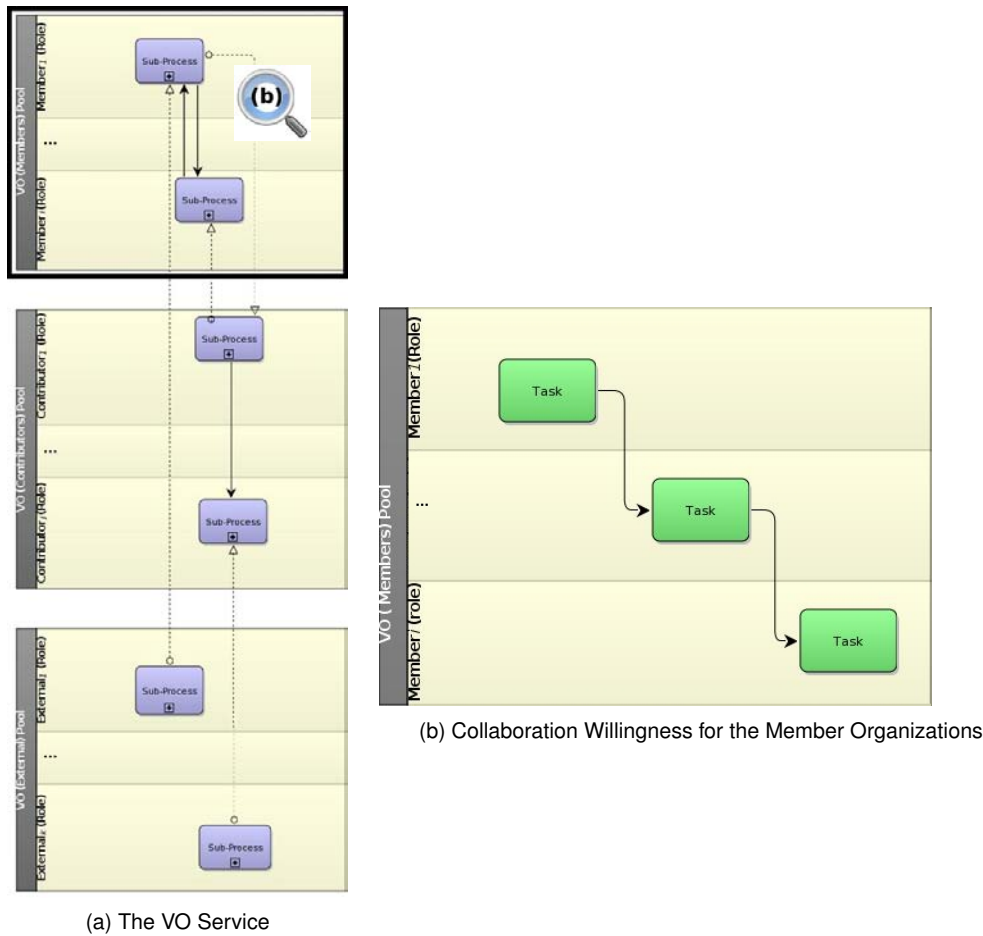 VO (Members) Pool
Member1 (Role)
Sub-Process
(b)
...
Memberi (Role)
Sub-Process
VO (Contributors) Pool
Contributor1 (Role)
Sub-Process
...
Contributorj (Role)
Sub-Process
VO (External) Pool
External1 (Role)
Sub-Process
...
Externalk (Role)
Sub-Process
(a) The VO Service
VO ( Members) Pool
Member1(Role)
Task
...
Task
Memberi (role)
Task
(b) Collaboration Willingness for the Member Organizations